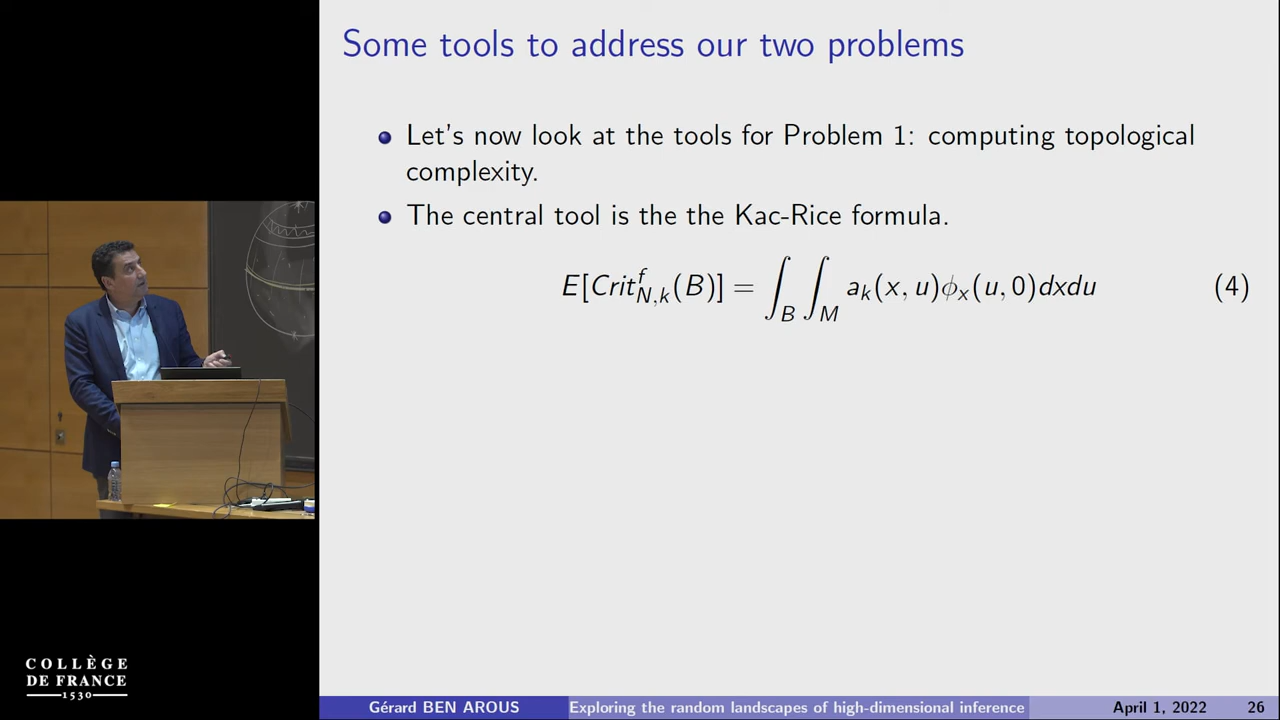 Some tools to address our two problems
Let's now look at the tools for Problem 1: computing topological
complexity.
The central tool is the the Kac-Rice formula.
E[Crit^f_{N,k}(B)] = ∫_B ∫_M a_k(x, u)ϕ_x(u, 0)dxdu (4)
COLLÈGE
DE FRANCE
1530
Gérard BEN AROUS Exploring the random landscapes of high-dimensional inference April 1, 2022 26